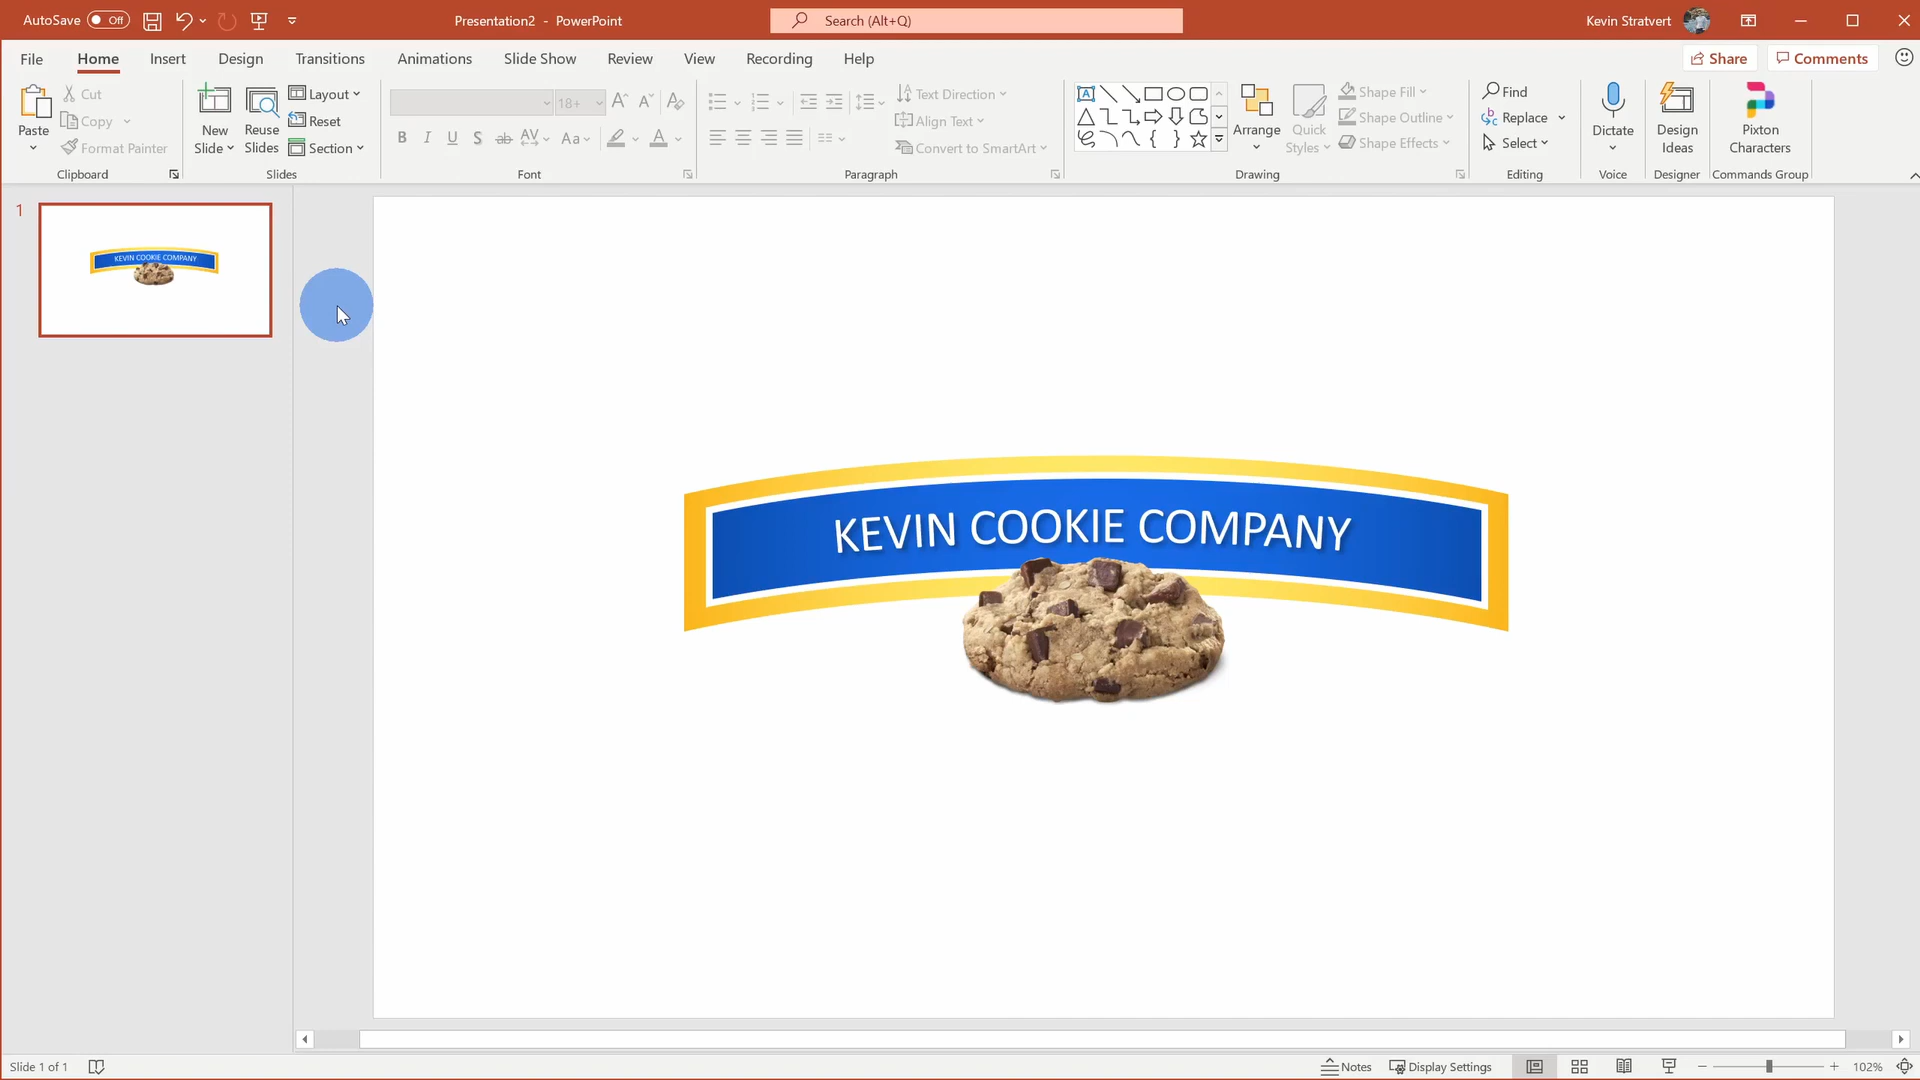 AutoSave Off
Presentation2 - PowerPoint
Search (Alt+Q)
Kevin Stratvert
File Home Insert Design Transitions Animations Slide Show Review View Recording Help
Share Comments
Paste
Cut
Copy
Format Painter
Clipboard
New Slide
Reuse Slides
Layout
Reset
Section
Slides
18+
B I U S ab AV Aa A
Font
Text Direction
Align Text
Convert to SmartArt
Paragraph
Arrange
Quick Styles
Shape Fill
Shape Outline
Shape Effects
Drawing
Find
Replace
Select
Editing
Dictate
Voice
Design Ideas
Designer
Pixton Characters
Commands Group
1
KEVIN COOKIE COMPANY
KEVIN COOKIE COMPANY
Slide 1 of 1
Notes
Display Settings
102%